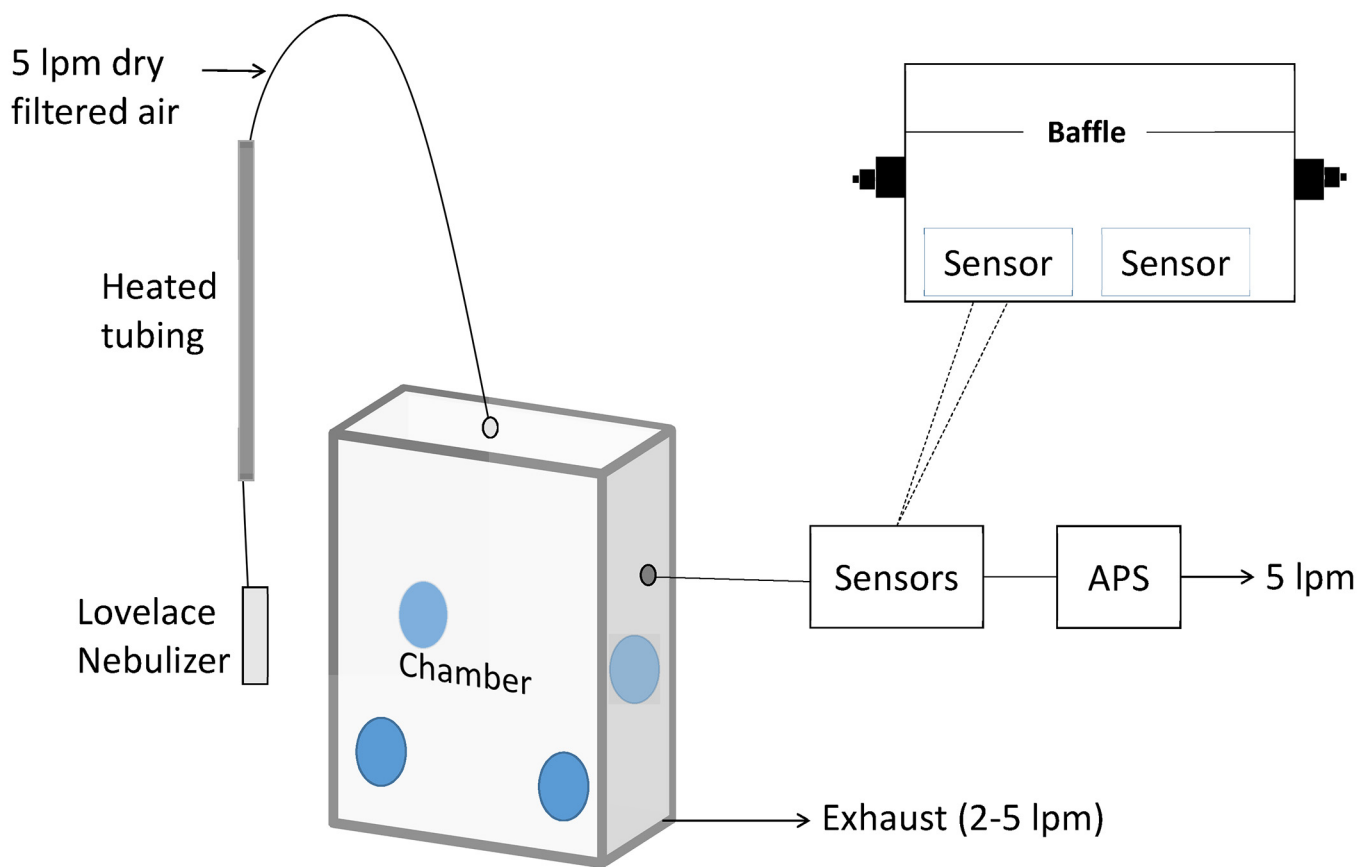 5 lpm dry
filtered air
Baffle
Sensor
Sensor
Heated
tubing
Sensors
APS
5 lpm
Lovelace
Nebulizer
Chamber
Exhaust (2-5 lpm)